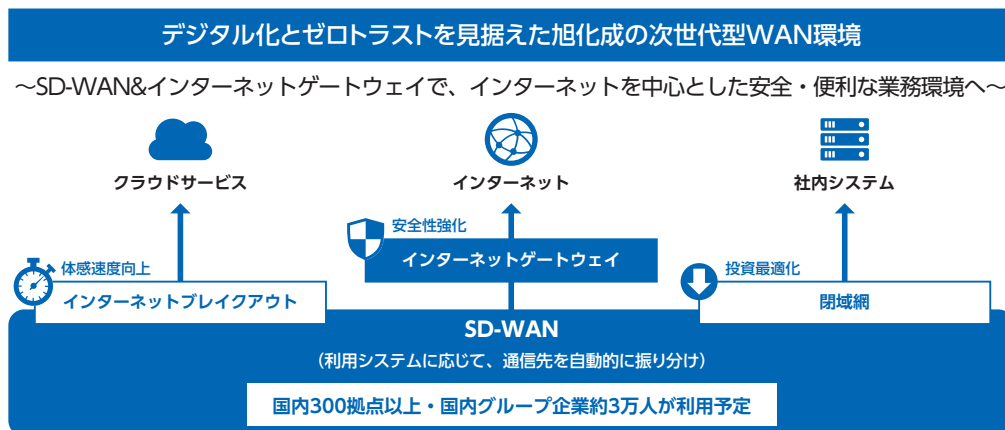 デジタル化とゼロトラストを見据えた旭化成の次世代型WAN環境
～SD-WAN&インターネットゲートウェイで、インターネットを中心とした安全・便利な業務環境へ～
クラウドサービス
インターネット
社内システム
安全性強化
インターネットゲートウェイ
体感速度向上
インターネットブレイクアウト
投資最適化
閉域網
SD-WAN
（利用システムに応じて、通信先を自動的に振り分け）
国内300拠点以上・国内グループ企業約3万人が利用予定